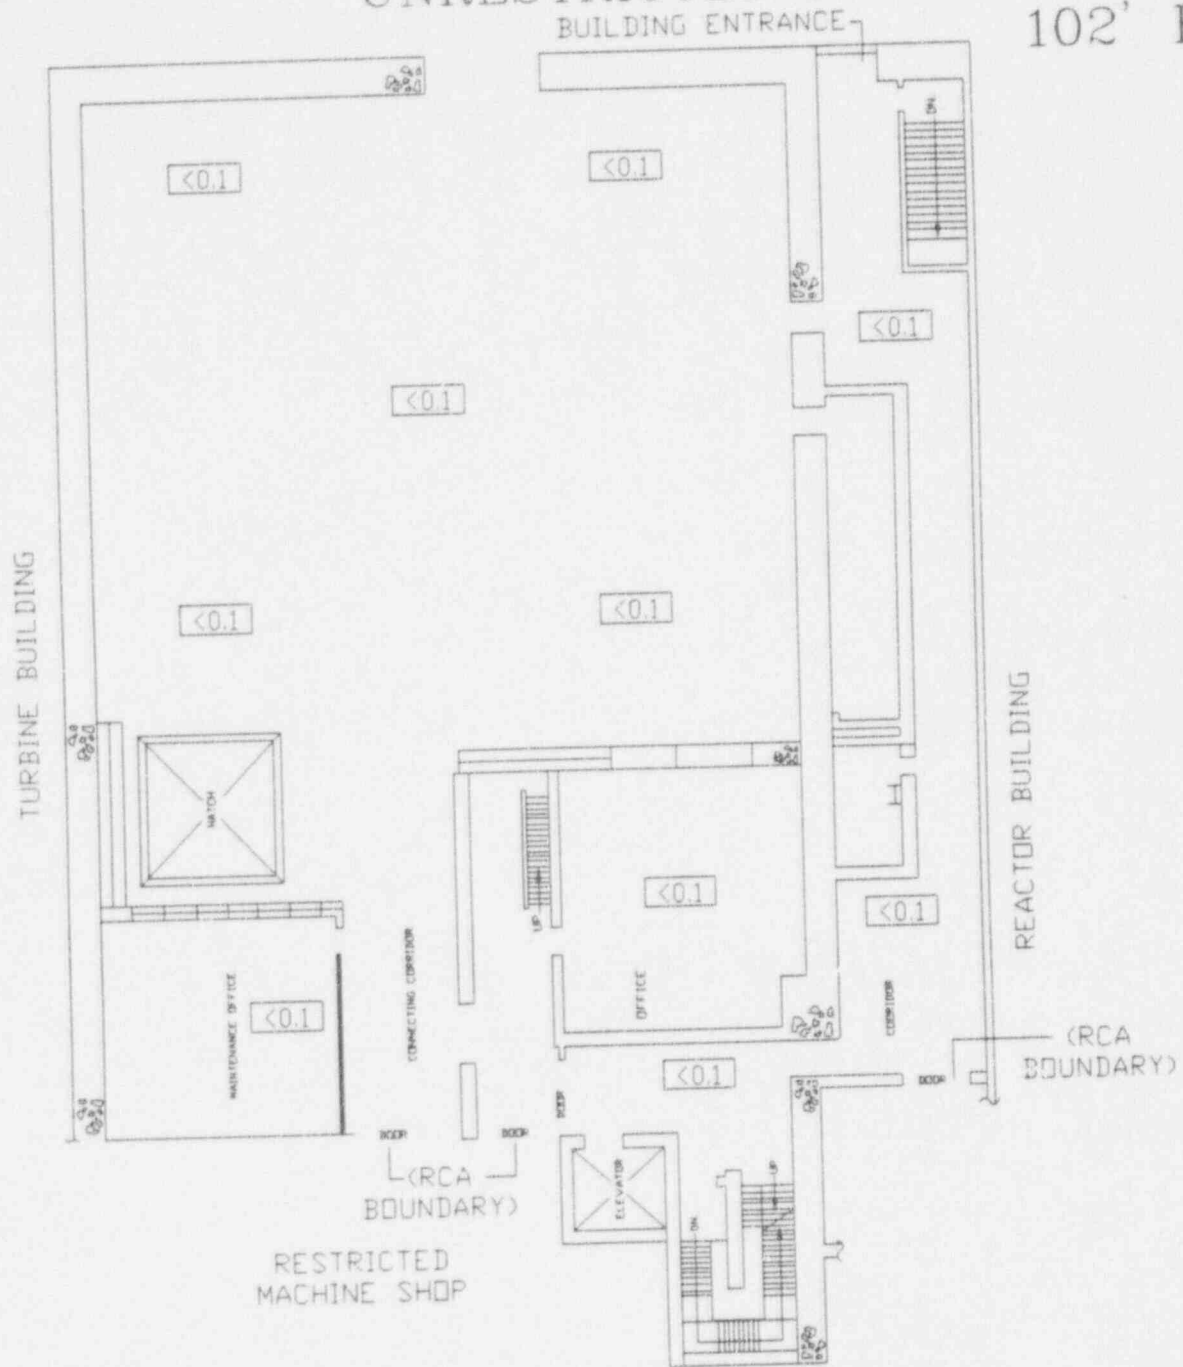 BUILDING ENTRANCE
102'
DN
<0.1
<0.1
<0.1
<0.1
<0.1
<0.1
TURBINE BUILDING
REACTOR BUILDING
HATCH
UP
<0.1
<0.1
MAINTENANCE OFFICE
<0.1
CONNECTING CORRIDOR
OFFICE
CORRIDOR
<0.1
(RCA
BOUNDARY)
DOOR
DOOR
DOOR
DOOR
(RCA
BOUNDARY)
ELEVATOR
UP
DN
RESTRICTED
MACHINE SHOP